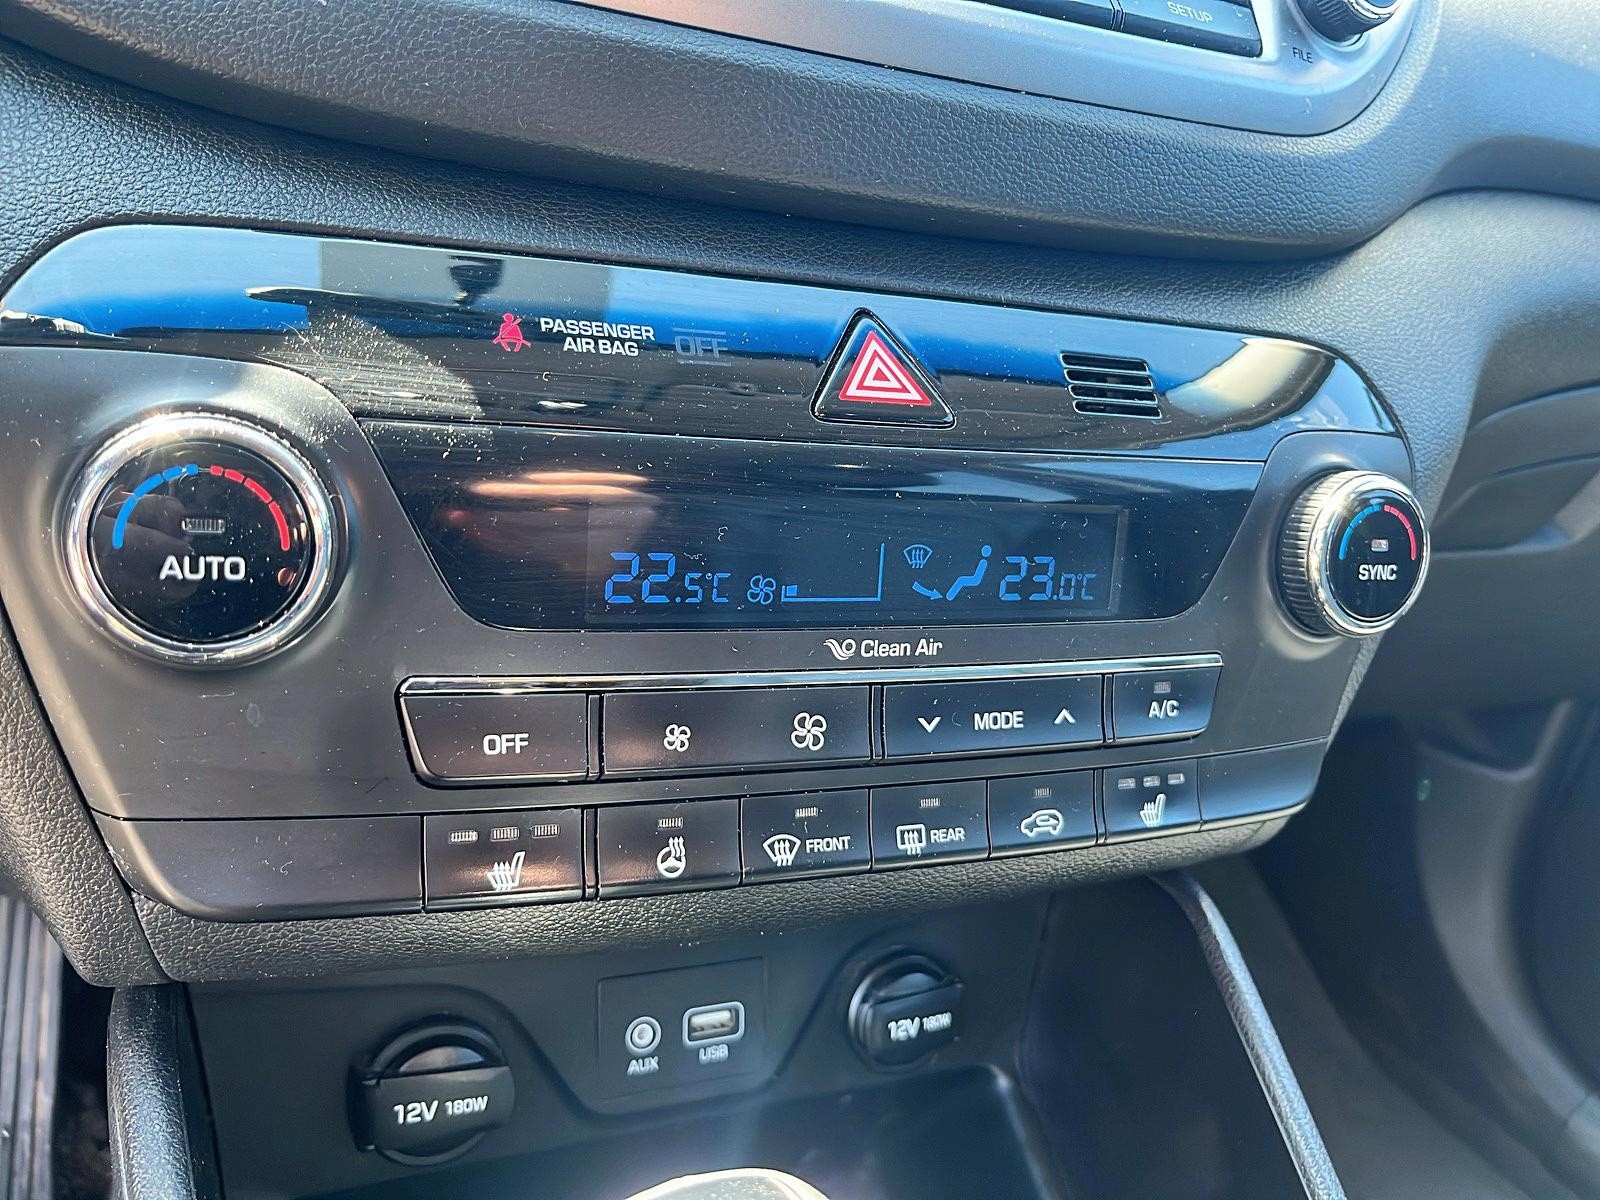 SETUP
FILE
PASSENGER
AIR BAG
OFF
AUTO
22.5°C
23.0°C
SYNC
Clean Air
OFF
MODE
A/C
FRONT
REAR
AUX
USB
12V 180W
12V 180W